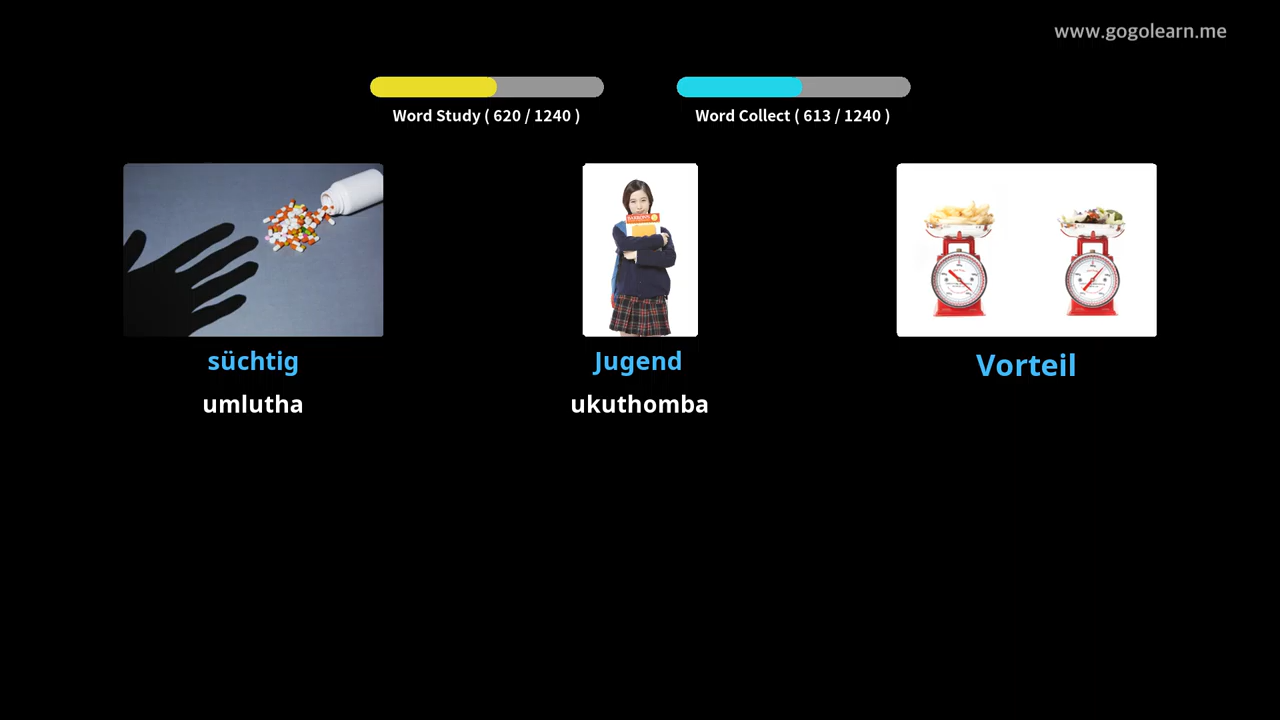 www.gogolearn.me
Word Study ( 620 / 1240 )
Word Collect ( 613 / 1240 )
süchtig
Jugend
Vorteil
umlutha
ukuthomba